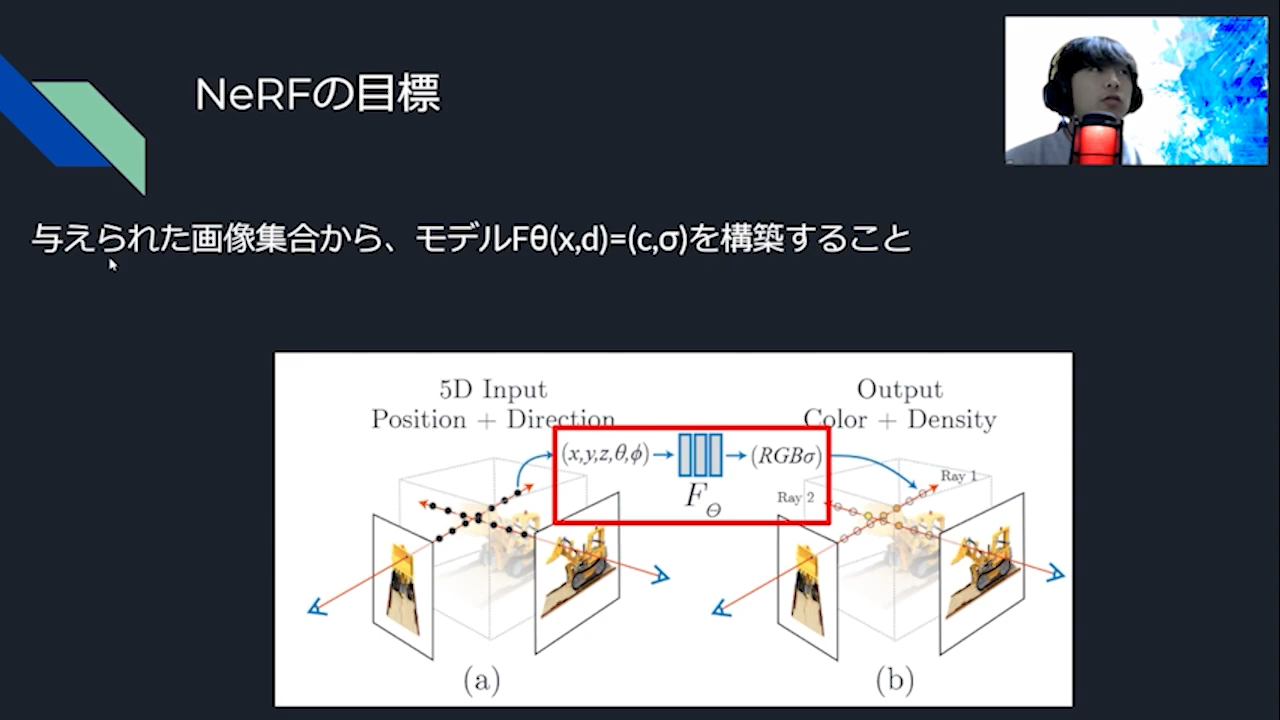 NeRFの目標
与えられた画像集合から、モデルFθ(x,d)=(c,σ)を構築すること
5D Input
Position + Direction
Output
Color + Density
(x,y,z,θ,ϕ)
(RGBσ)
F_Θ
Ray 1
Ray 2
(a)
(b)